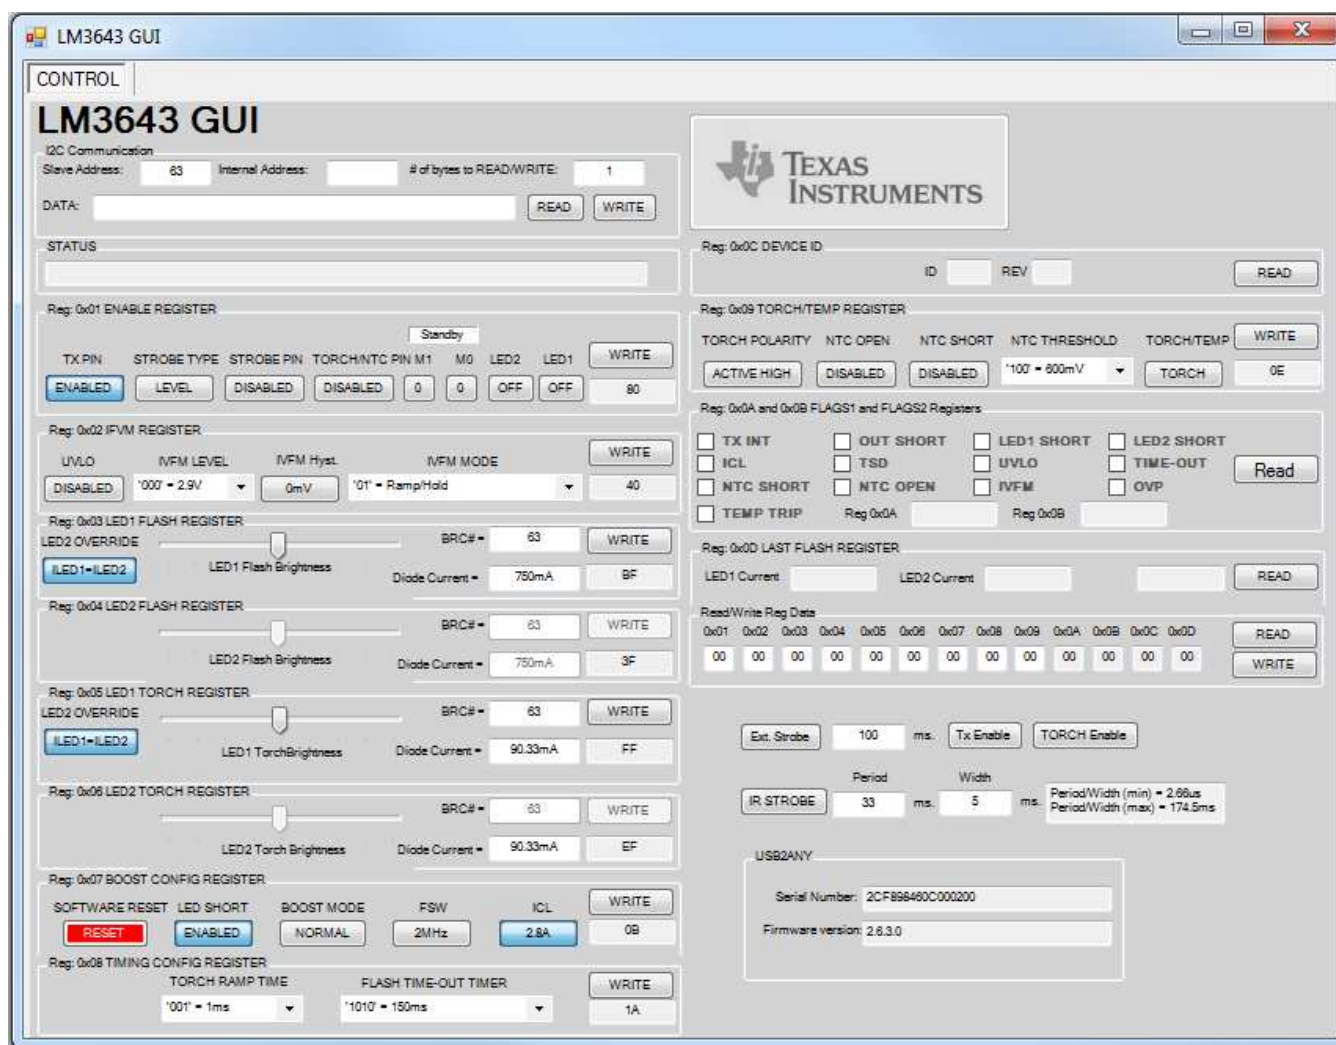 LM3643 GUI
CONTROL
LM3643 GUI
I2C Communication
Slave Address: 63 Internal Address: # of bytes to READ/WRITE: 1
DATA: READ WRITE
STATUS
Reg: 0x01 ENABLE REGISTER
Standby
TX PIN STROBE TYPE STROBE PIN TORCH/NTC PIN M1 M0 LED2 LED1 WRITE
ENABLED LEVEL DISABLED DISABLED 0 0 OFF OFF 80
Reg: 0x02 IFVM REGISTER
UVLO IVFM LEVEL IVFM Hyst. IVFM MODE WRITE
DISABLED '000' = 2.9V 0mV '01' = Ramp/Hold 40
Reg: 0x03 LED1 FLASH REGISTER
LED2 OVERRIDE BRC# = 63 WRITE
ILED1=ILED2 LED1 Flash Brightness Diode Current = 750mA BF
Reg: 0x04 LED2 FLASH REGISTER
BRC# = 63 WRITE
LED2 Flash Brightness Diode Current = 750mA 3F
Reg: 0x05 LED1 TORCH REGISTER
LED2 OVERRIDE BRC# = 63 WRITE
ILED1=ILED2 LED1 TorchBrightness Diode Current = 90.33mA FF
Reg: 0x06 LED2 TORCH REGISTER
BRC# = 63 WRITE
LED2 Torch Brightness Diode Current = 90.33mA EF
Reg: 0x07 BOOST CONFIG REGISTER
SOFTWARE RESET LED SHORT BOOST MODE FSW ICL WRITE
RESET ENABLED NORMAL 2MHz 2.8A 0B
Reg: 0x08 TIMING CONFIG REGISTER
TORCH RAMP TIME FLASH TIME-OUT TIMER WRITE
'001' = 1ms '1010' = 150ms 1A
TEXAS
INSTRUMENTS
Reg: 0x0C DEVICE ID
ID REV READ
Reg: 0x09 TORCH/TEMP REGISTER
TORCH POLARITY NTC OPEN NTC SHORT NTC THRESHOLD TORCH/TEMP WRITE
ACTIVE HIGH DISABLED DISABLED '100' = 600mV TORCH 0E
Reg: 0x0A and 0x0B FLAGS1 and FLAGS2 Registers
TX INT OUT SHORT LED1 SHORT LED2 SHORT
ICL TSD UVLO TIME-OUT Read
NTC SHORT NTC OPEN IVFM OVP
TEMP TRIP Reg 0x0A Reg 0x0B
Reg: 0x0D LAST FLASH REGISTER
LED1 Current LED2 Current READ
Read/Write Reg Data
0x01 0x02 0x03 0x04 0x05 0x06 0x07 0x08 0x09 0x0A 0x0B 0x0C 0x0D READ
00 00 00 00 00 00 00 00 00 00 00 00 00 WRITE
Ext. Strobe 100 ms. Tx Enable TORCH Enable
Period Width
IR STROBE 33 ms. 5 ms. Period/Width (min) = 2.66us
Period/Width (max) = 174.5ms
USB2ANY
Serial Number: 2CF898460C000200
Firmware version: 2.6.3.0